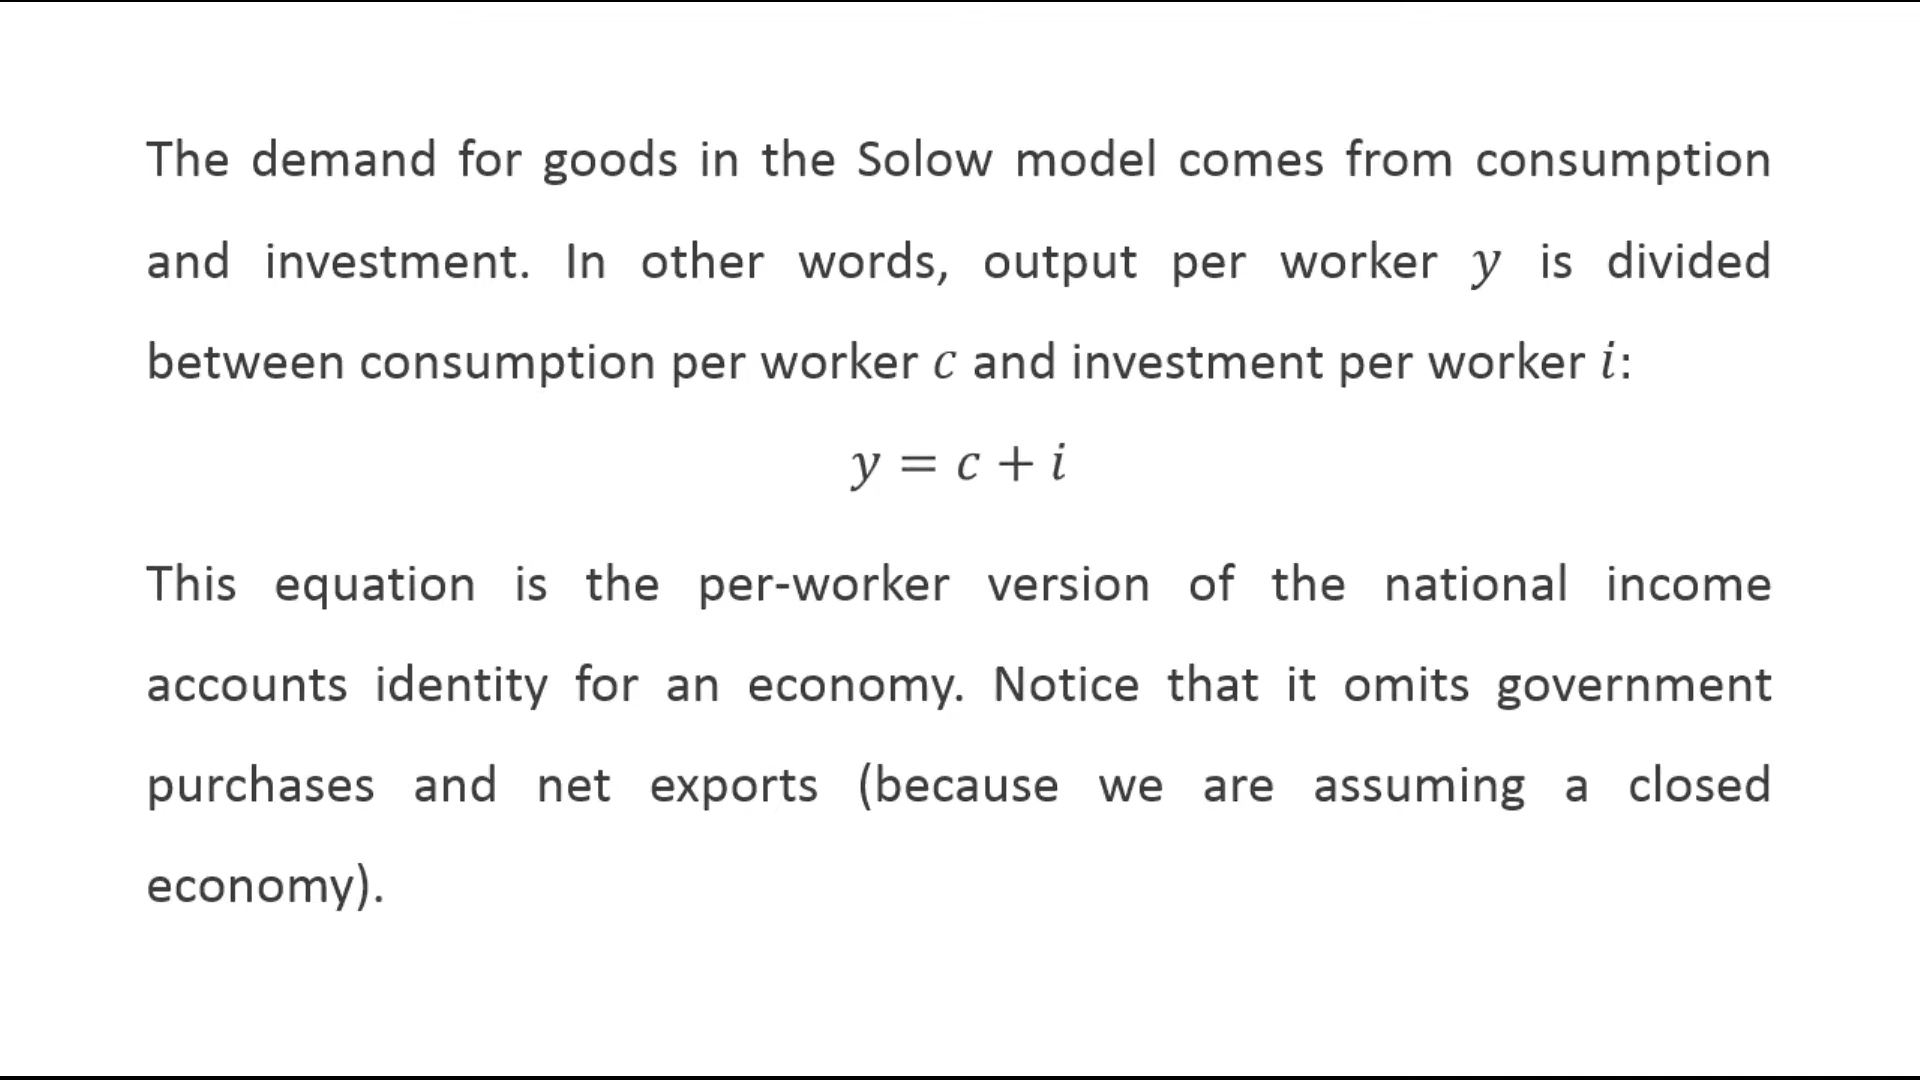 The demand for goods in the Solow model comes from consumption
and investment. In other words, output per worker y is divided
between consumption per worker c and investment per worker i:
y = c + i
This equation is the per-worker version of the national income
accounts identity for an economy. Notice that it omits government
purchases and net exports (because we are assuming a closed
economy).